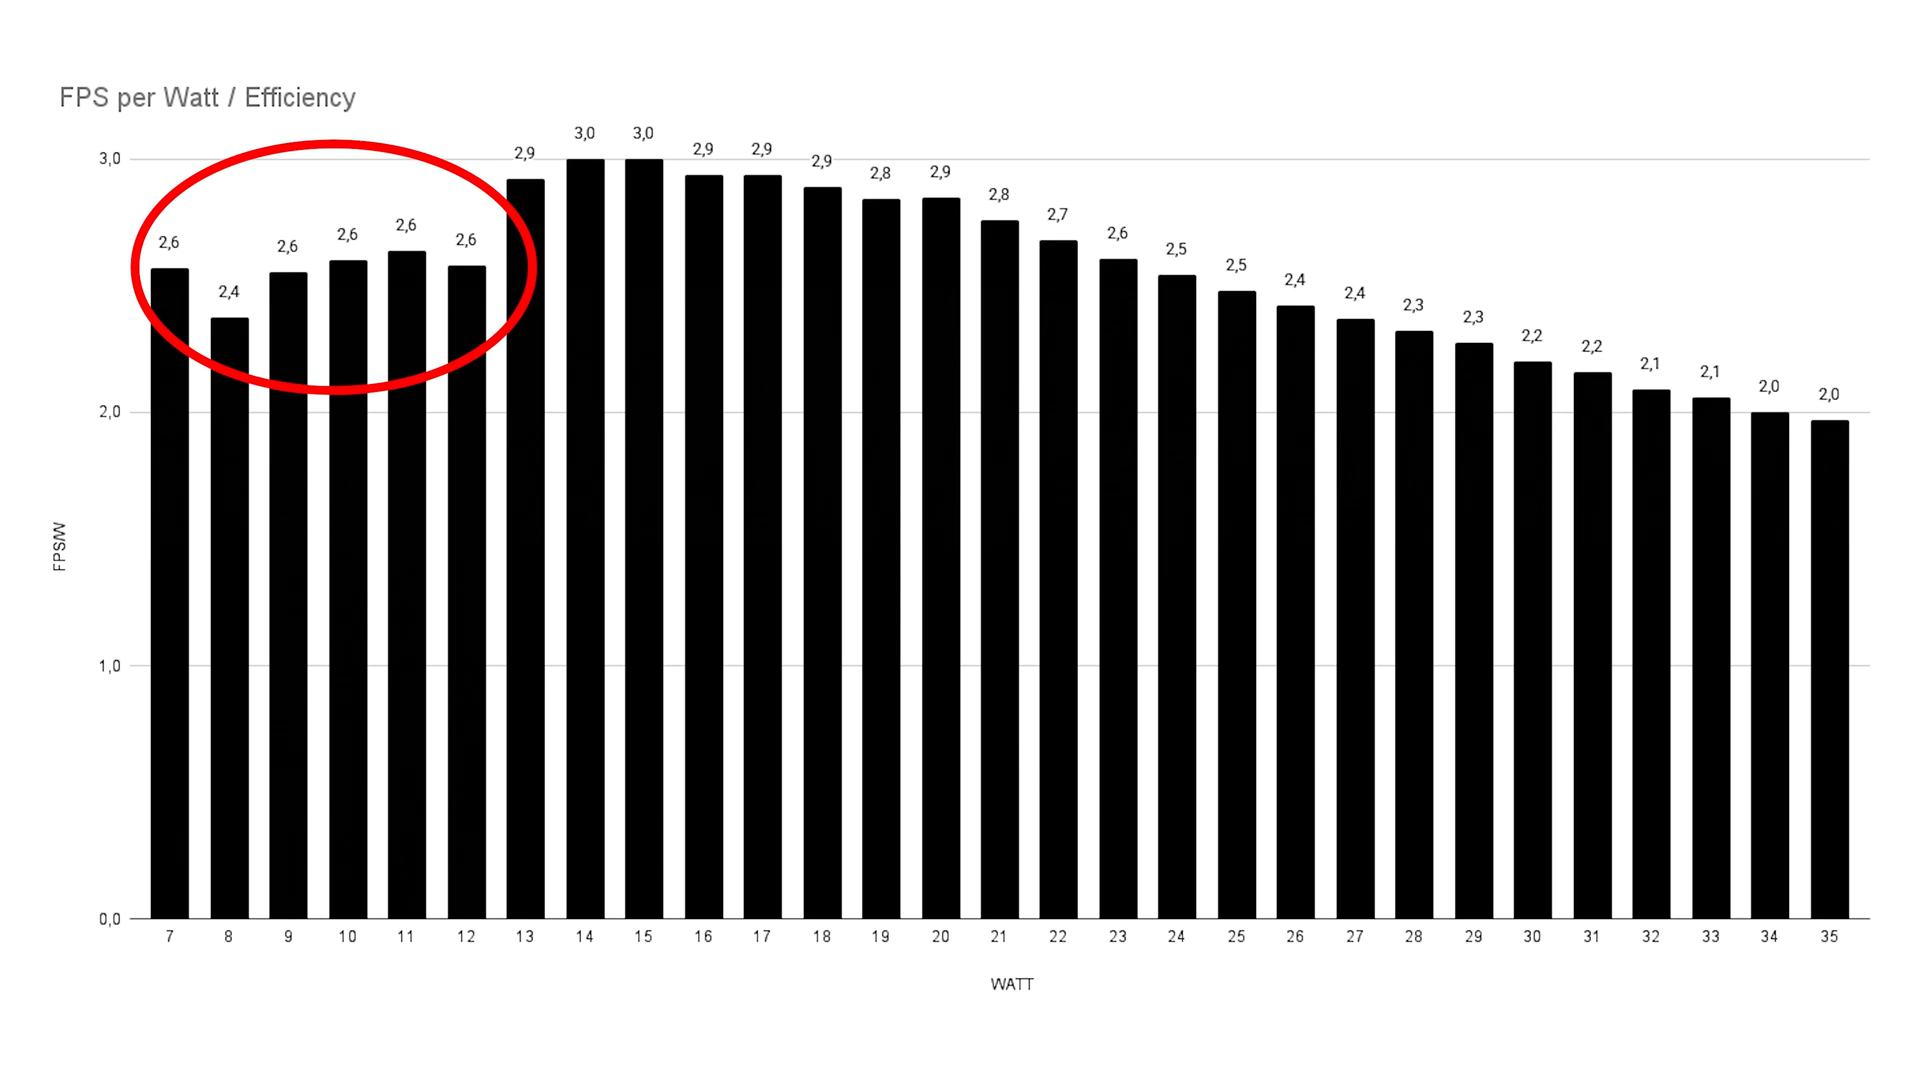 FPS per Watt / Efficiency
3,0
2,0
1,0
0,0
FPS/W
2,6 2,4 2,6 2,6 2,6 2,6 2,9 3,0 3,0 2,9 2,9 2,9 2,8 2,9 2,8 2,7 2,6 2,5 2,5 2,4 2,4 2,3 2,3 2,2 2,2 2,1 2,1 2,0 2,0
7 8 9 10 11 12 13 14 15 16 17 18 19 20 21 22 23 24 25 26 27 28 29 30 31 32 33 34 35
WATT